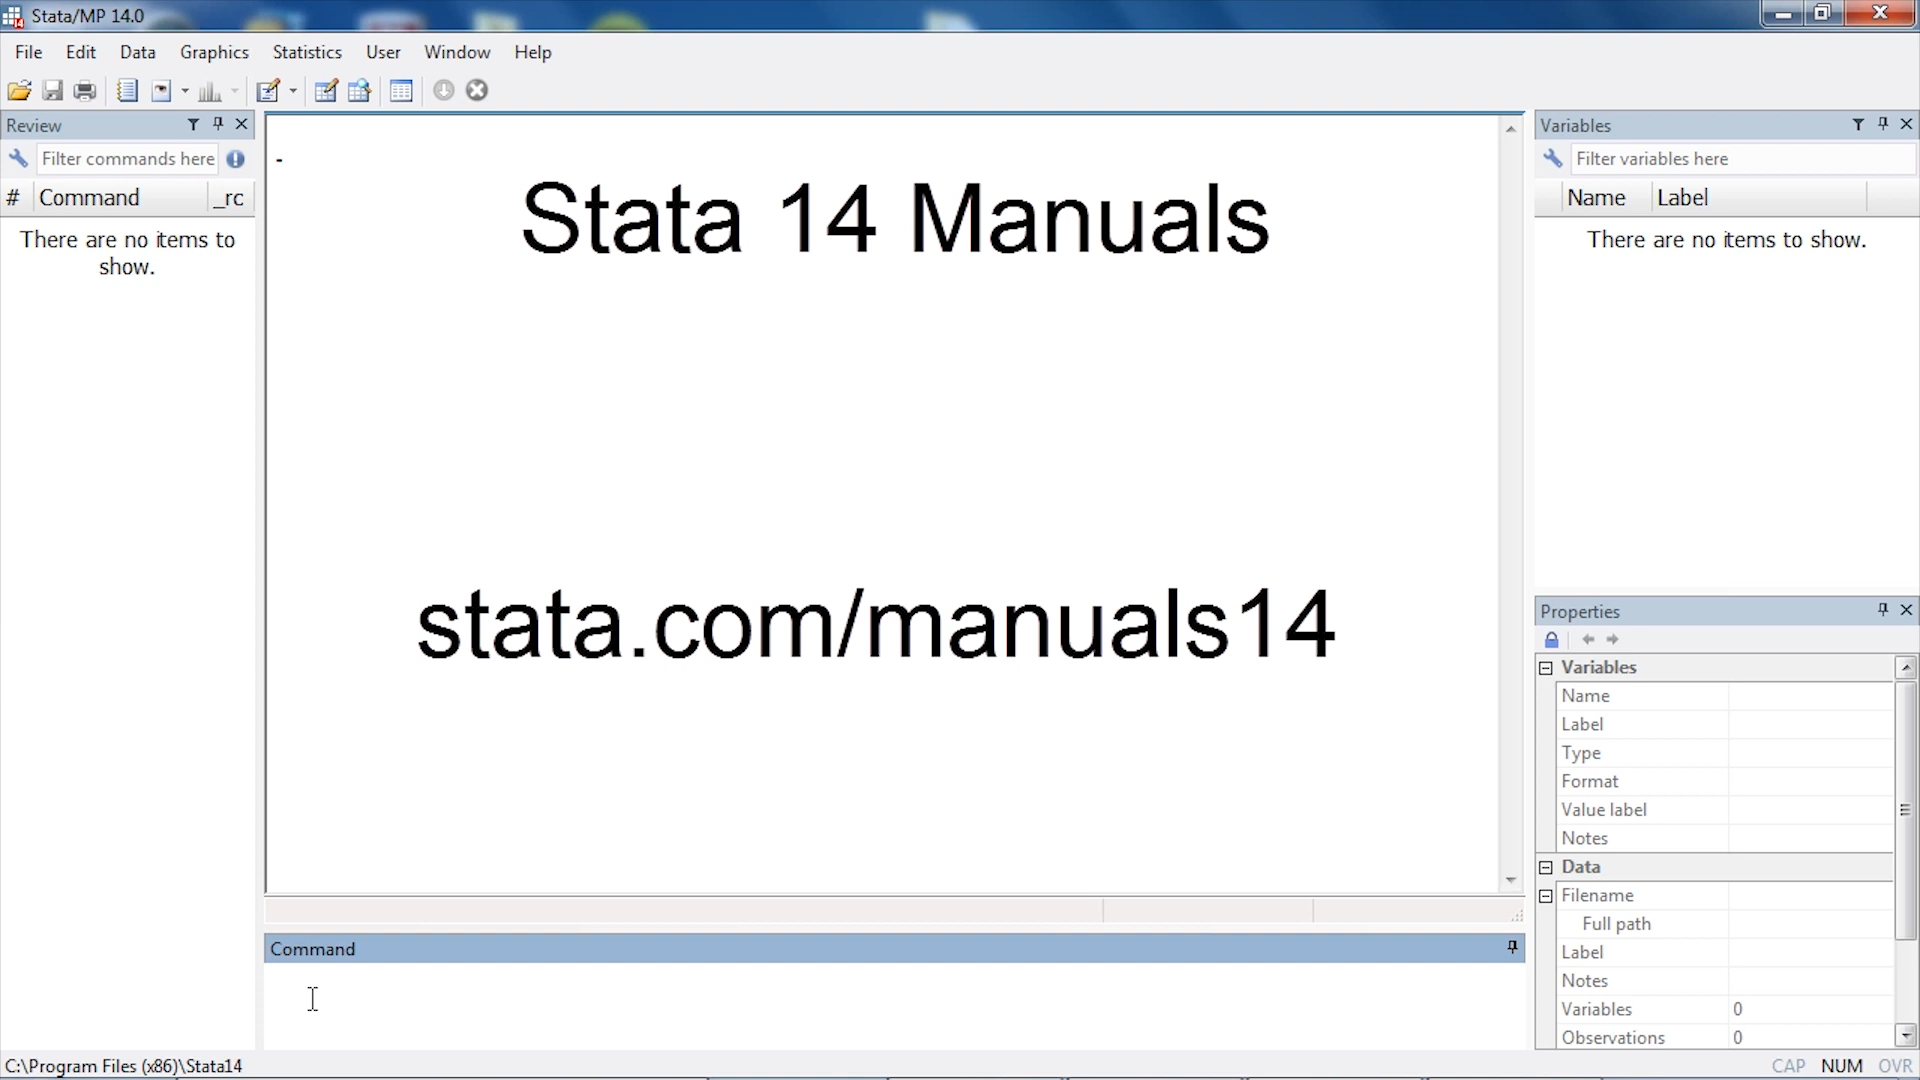 Stata/MP 14.0
File Edit Data Graphics Statistics User Window Help
Review
Filter commands here
# Command _rc
There are no items to
show.
-
Stata 14 Manuals
stata.com/manuals14
Command
Variables
Filter variables here
Name Label
There are no items to show.
Properties
Variables
Name
Label
Type
Format
Value label
Notes
Data
Filename
Full path
Label
Notes
Variables 0
Observations 0
C:\Program Files (x86)\Stata14
CAP NUM OVR